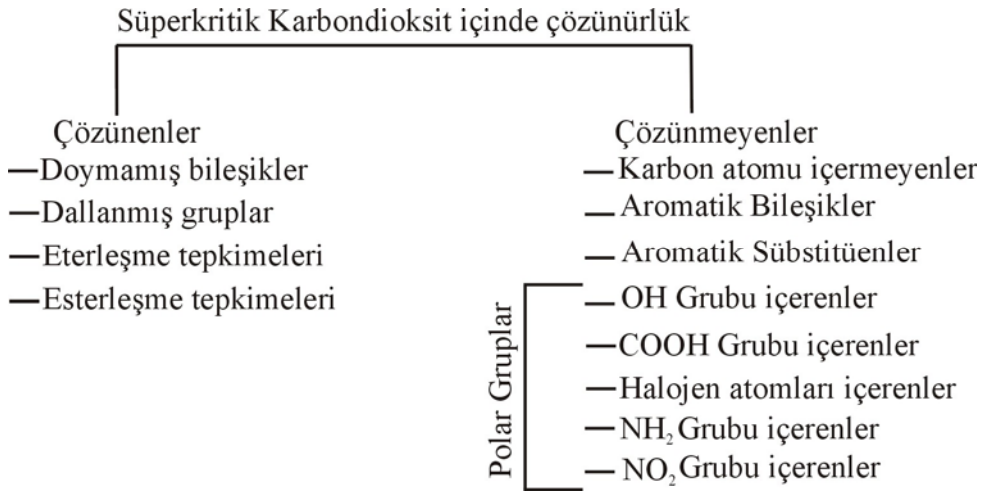 Süperkritik Karbondioksit içinde çözünürlük
Çözünenler
Doymamış bileşikler
Dallanmış gruplar
Eterleşme tepkimeleri
Esterleşme tepkimeleri
Çözünmeyenler
Karbon atomu içermeyenler
Aromatik Bileşikler
Aromatik Sübstitüenler
Polar Gruplar
OH Grubu içerenler
COOH Grubu içerenler
Halojen atomları içerenler
NH₂ Grubu içerenler
NO₂ Grubu içerenler